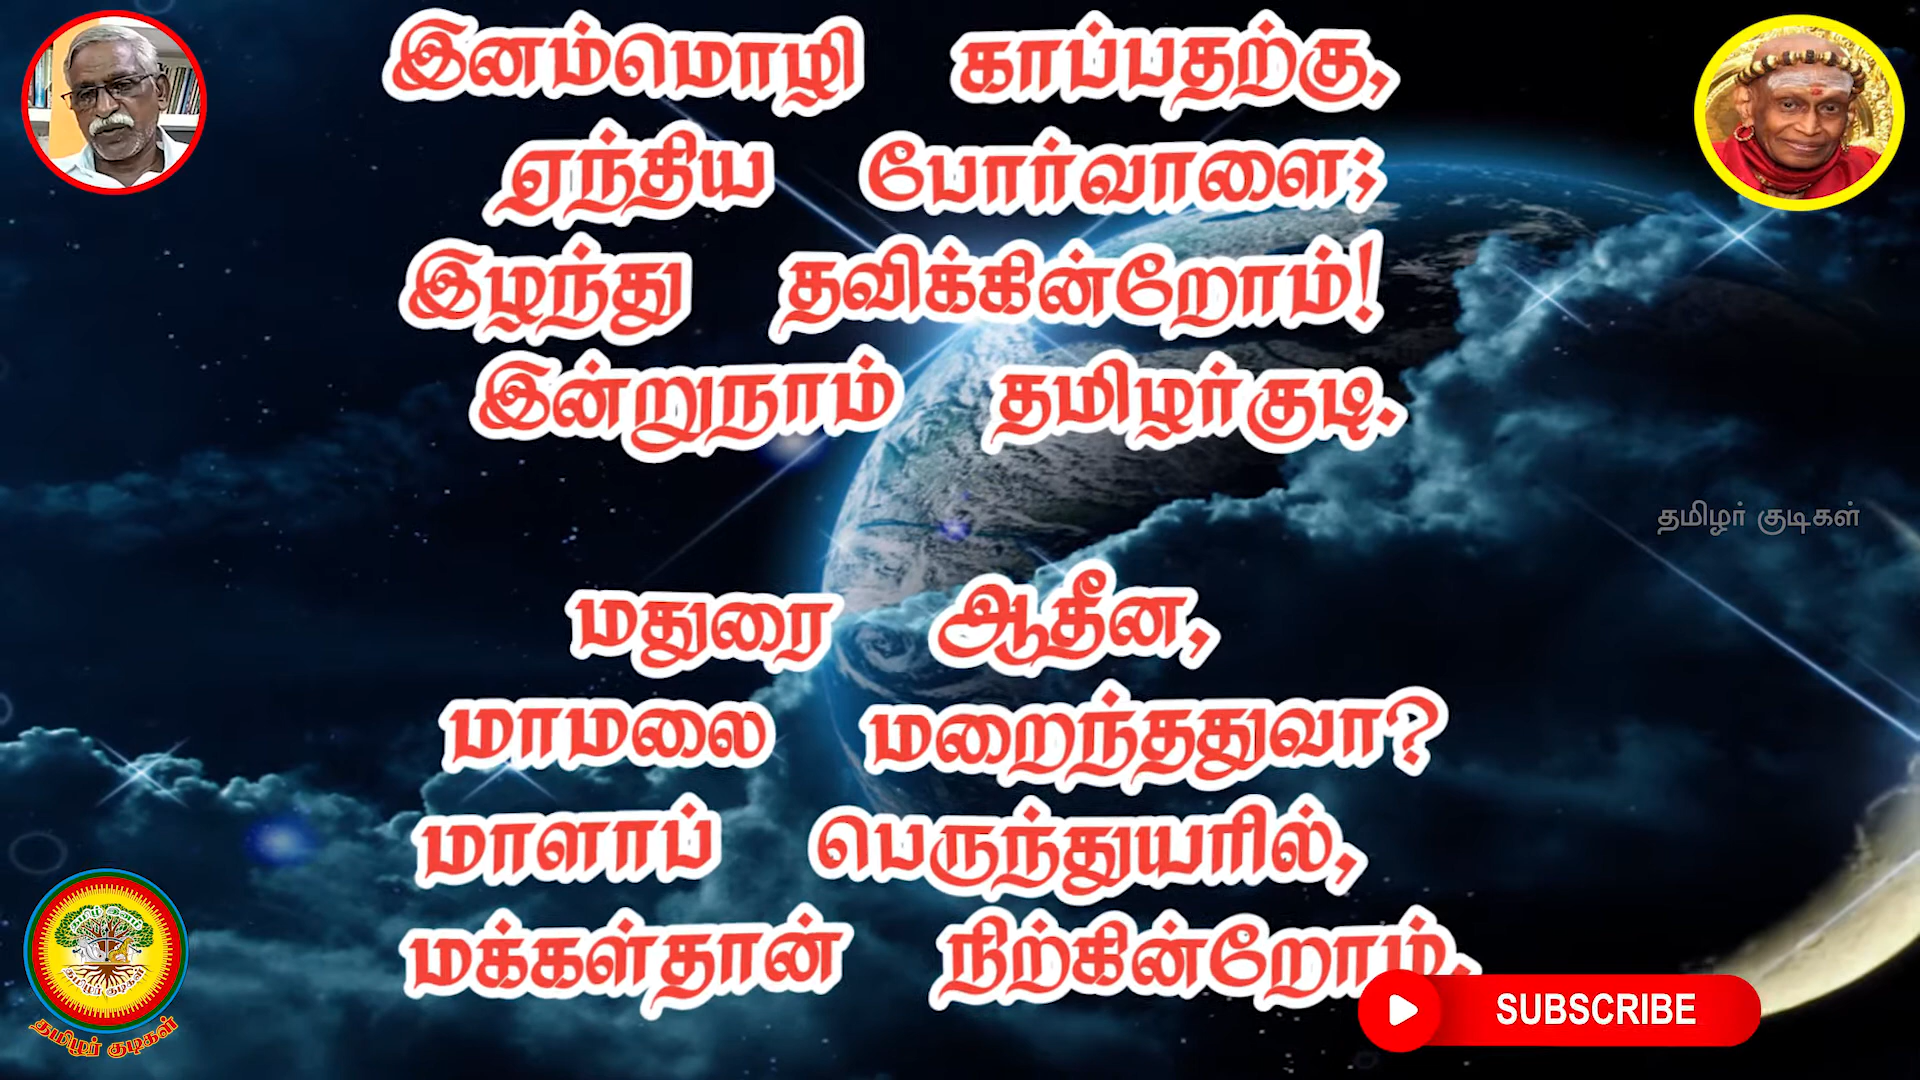 இனம்மொழி காப்பதற்கு,
ஏந்திய போர்வாளை;
இழந்து தவிக்கின்றோம்!
இன்றுநாம் தமிழர்குடி.
தமிழர் குடிகள்
மதுரை ஆதீன,
மாமலை மறைந்ததுவா?
மாளாப் பெருந்துயரில்,
மக்கள்தான் நிற்கின்றோம்.
SUBSCRIBE
தமிழர் குடிகள்